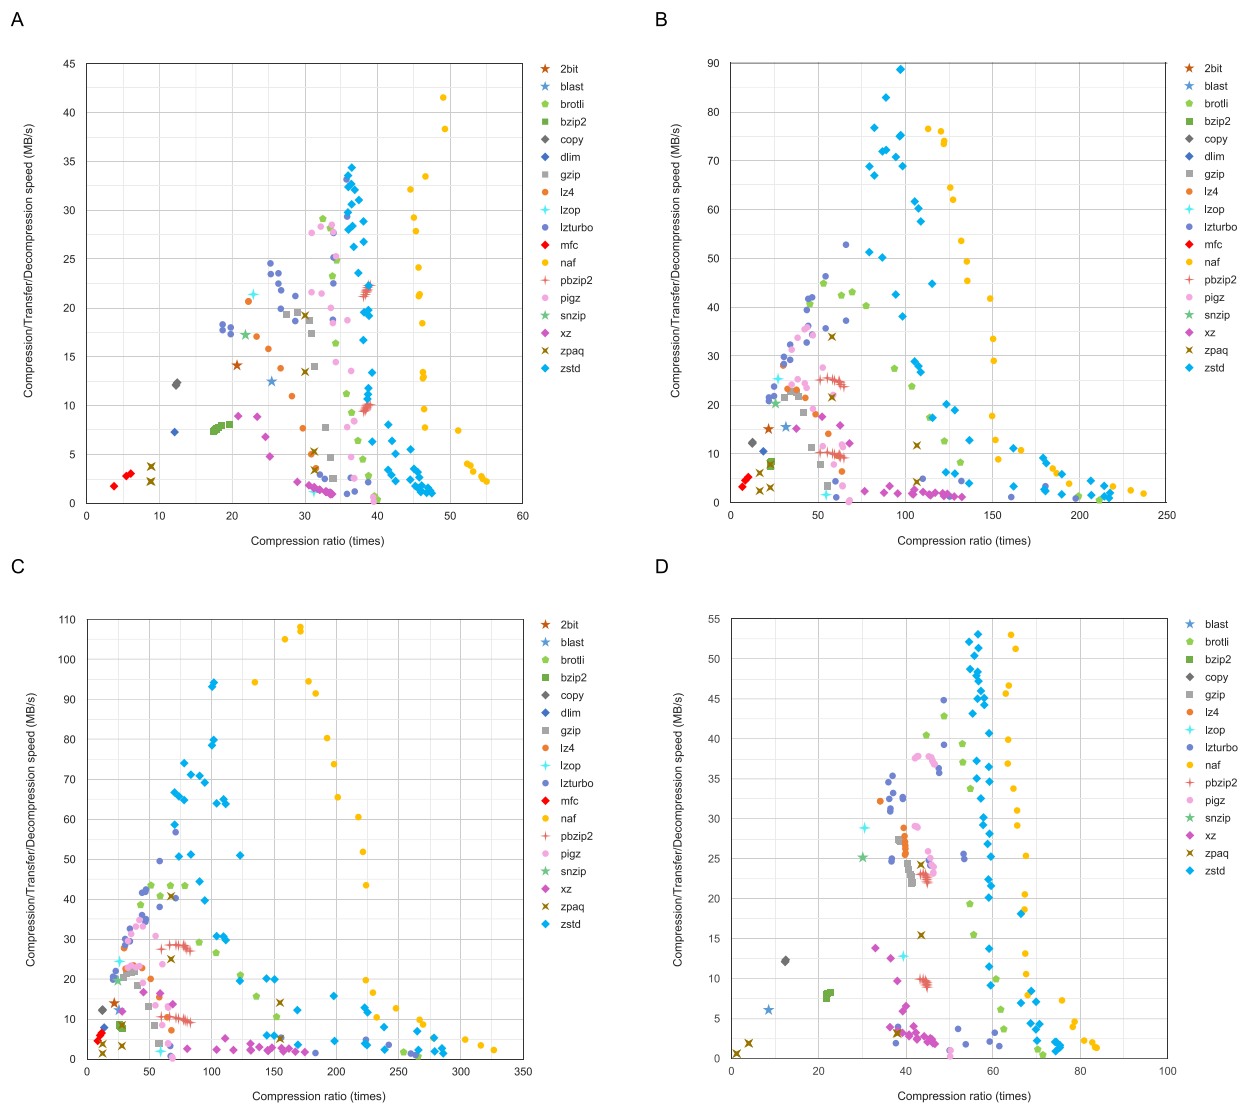 A
Compression/Transfer/Decompression speed (MB/s)
45
40
35
30
25
20
15
10
5
0
0 10 20 30 40 50 60
Compression ratio (times)
2bit
blast
brotli
bzip2
copy
dlim
gzip
lz4
lzop
lzturbo
mfc
naf
pbzip2
pigz
snzip
xz
zpaq
zstd
B
Compression/Transfer/Decompression speed (MB/s)
90
80
70
60
50
40
30
20
10
0
0 50 100 150 200 250
Compression ratio (times)
2bit
blast
brotli
bzip2
copy
dlim
gzip
lz4
lzop
lzturbo
mfc
naf
pbzip2
pigz
snzip
xz
zpaq
zstd
C
Compression/Transfer/Decompression speed (MB/s)
110
100
90
80
70
60
50
40
30
20
10
0
0 50 100 150 200 250 300 350
Compression ratio (times)
2bit
blast
brotli
bzip2
copy
dlim
gzip
lz4
lzop
lzturbo
mfc
naf
pbzip2
pigz
snzip
xz
zpaq
zstd
D
Compression/Transfer/Decompression speed (MB/s)
55
50
45
40
35
30
25
20
15
10
5
0
0 20 40 60 80 100
Compression ratio (times)
blast
brotli
bzip2
copy
gzip
lz4
lzop
lzturbo
naf
pbzip2
pigz
snzip
xz
zpaq
zstd